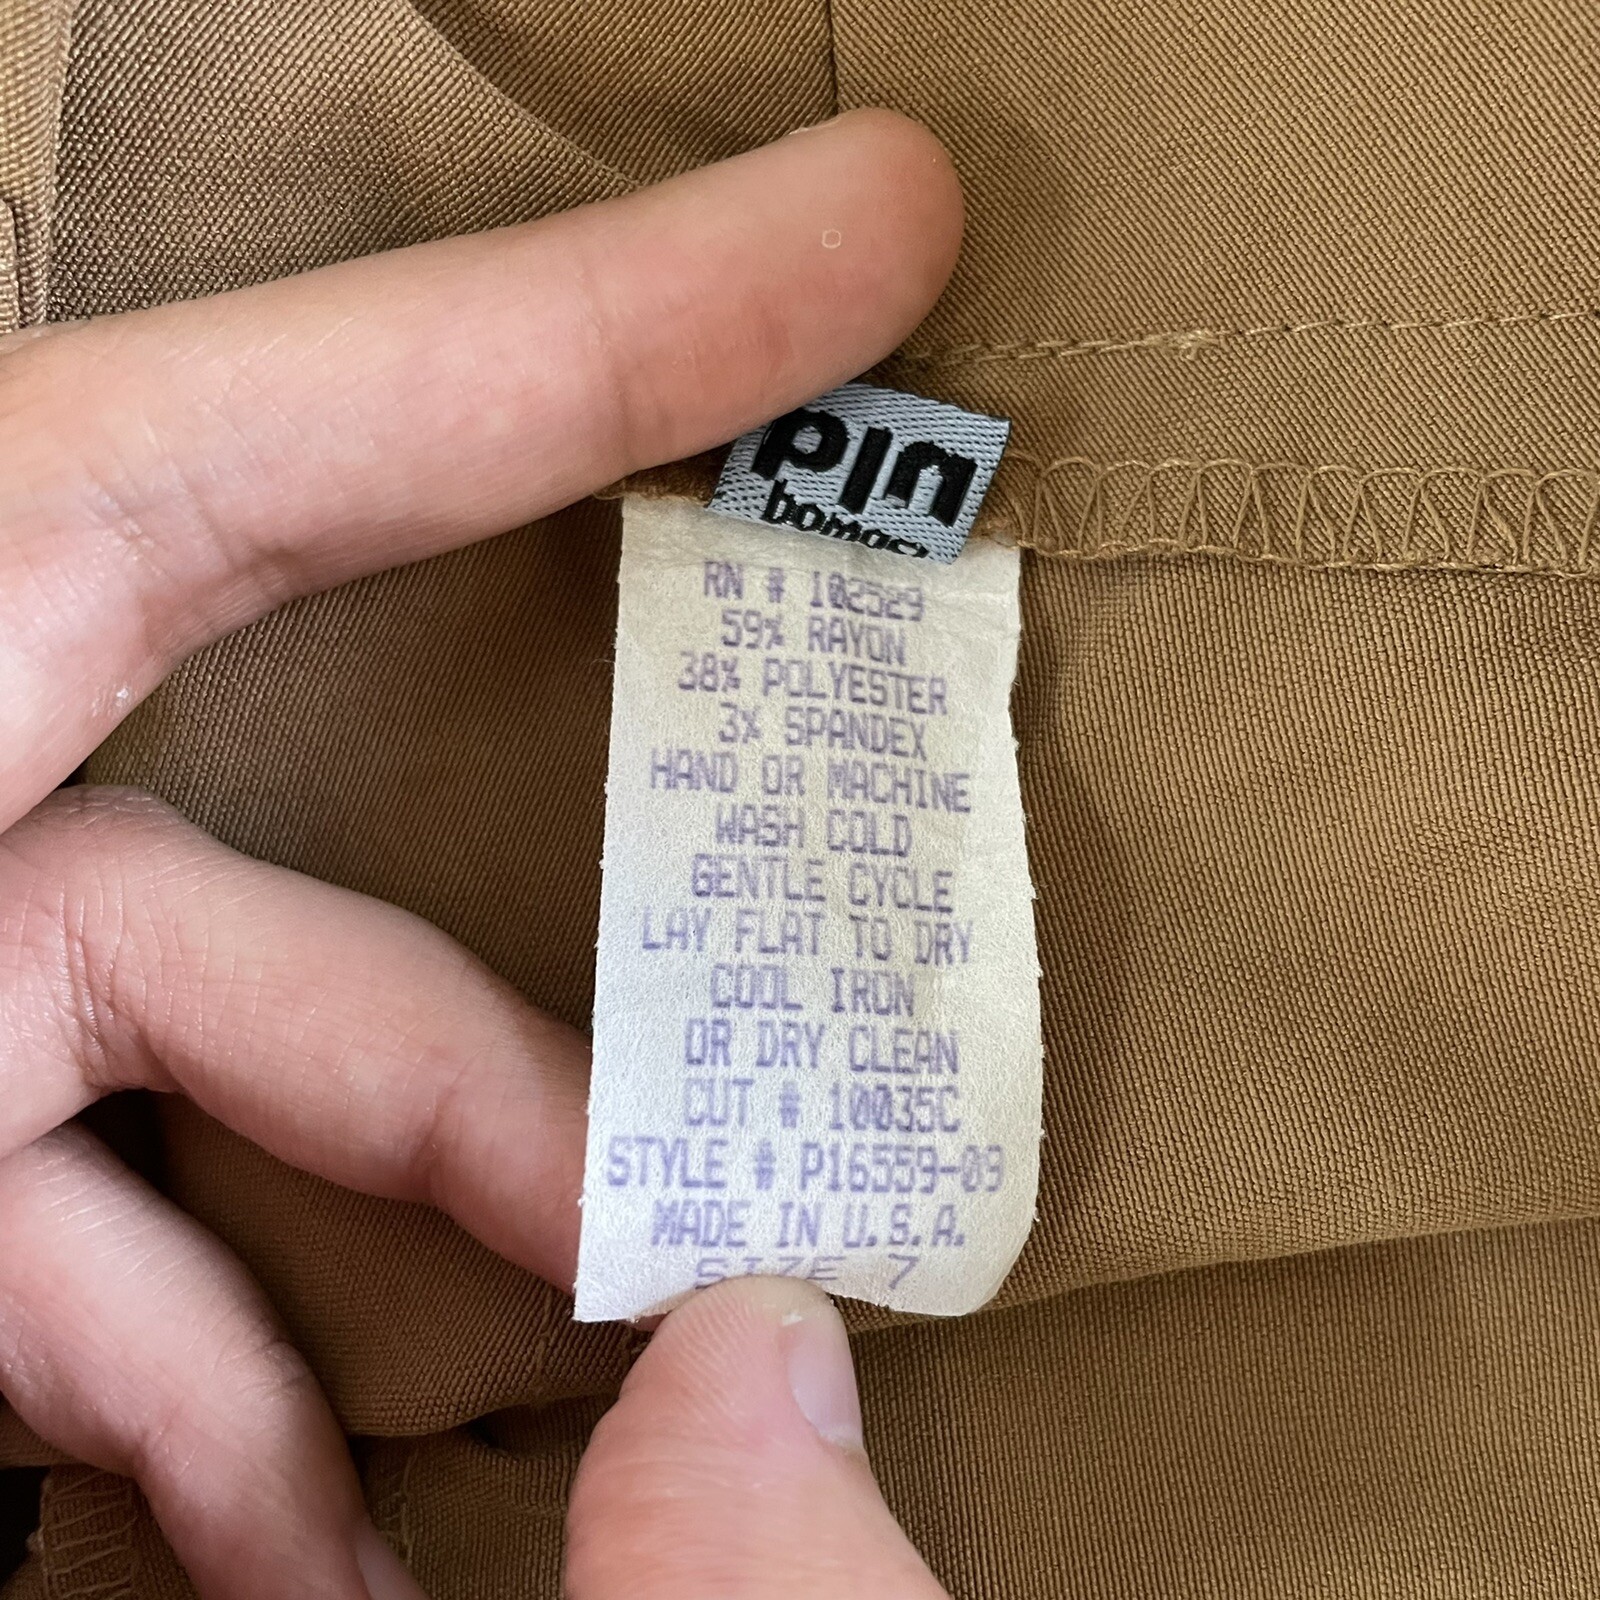 pin
RN # 102529
59% RAYON
38% POLYESTER
3% SPANDEX
HAND OR MACHINE
WASH COLD
GENTLE CYCLE
LAY FLAT TO DRY
COOL IRON
OR DRY CLEAN
CUT # 10035C
STYLE # P16559-09
MADE IN U.S.A.
SIZE 7